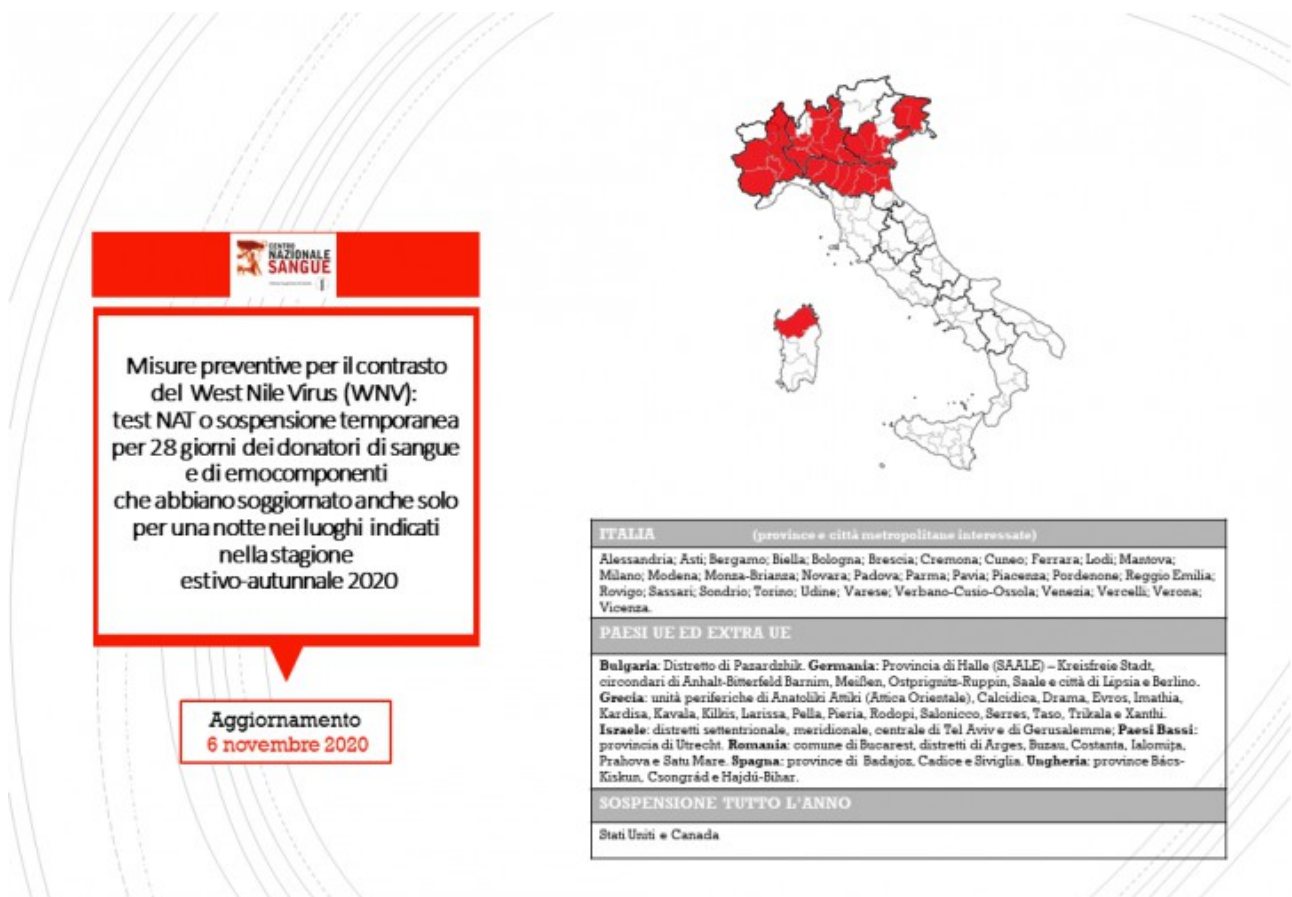 CENTRO
NAZIONALE
SANGUE
Misure preventive per il contrasto
del West Nile Virus (WNV):
test NAT o sospensione temporanea
per 28 giorni dei donatori di sangue
e di emocomponenti
che abbiano soggiornato anche solo
per una notte nei luoghi indicati
nella stagione
estivo-autunnale 2020
Aggiornamento
6 novembre 2020
ITALIA (province e città metropolitane interessate)
Alessandria; Asti; Bergamo; Biella; Bologna; Brescia; Cremona; Cuneo; Ferrara; Lodi; Mantova;
Milano; Modena; Monza-Brianza; Novara; Padova; Parma; Pavia; Piacenza; Pordenone; Reggio Emilia;
Rovigo; Sassari; Sondrio; Torino; Udine; Varese; Verbano-Cusio-Ossola; Venezia; Vercelli; Verona;
Vicenza.
PAESI UE ED EXTRA UE
Bulgaria: Distretto di Pazardzhik. Germania: Provincia di Halle (SAALE) – Kreisfreie Stadt,
circondari di Anhalt-Bitterfeld Barnim, Meißen, Ostprignitz-Ruppin, Saale e città di Lipsia e Berlino.
Grecia: unità periferiche di Anatoliki Attiki (Attica Orientale), Calcidica, Drama, Evros, Imathia,
Kardisa, Kavala, Kilkis, Larissa, Pella, Pieria, Rodopi, Salonicco, Serres, Taso, Trikala e Xanthi.
Israele: distretti settentrionale, meridionale, centrale di Tel Aviv e di Gerusalemme; Paesi Bassi:
provincia di Utrecht. Romania: comune di Bucarest, distretti di Arges, Buzau, Costanta, Ialomiţa,
Prahova e Satu Mare. Spagna: province di Badajoz, Cadice e Siviglia. Ungheria: province Bács-
Kiskun, Csongrád e Hajdú-Bihar.
SOSPENSIONE TUTTO L'ANNO
Stati Uniti e Canada